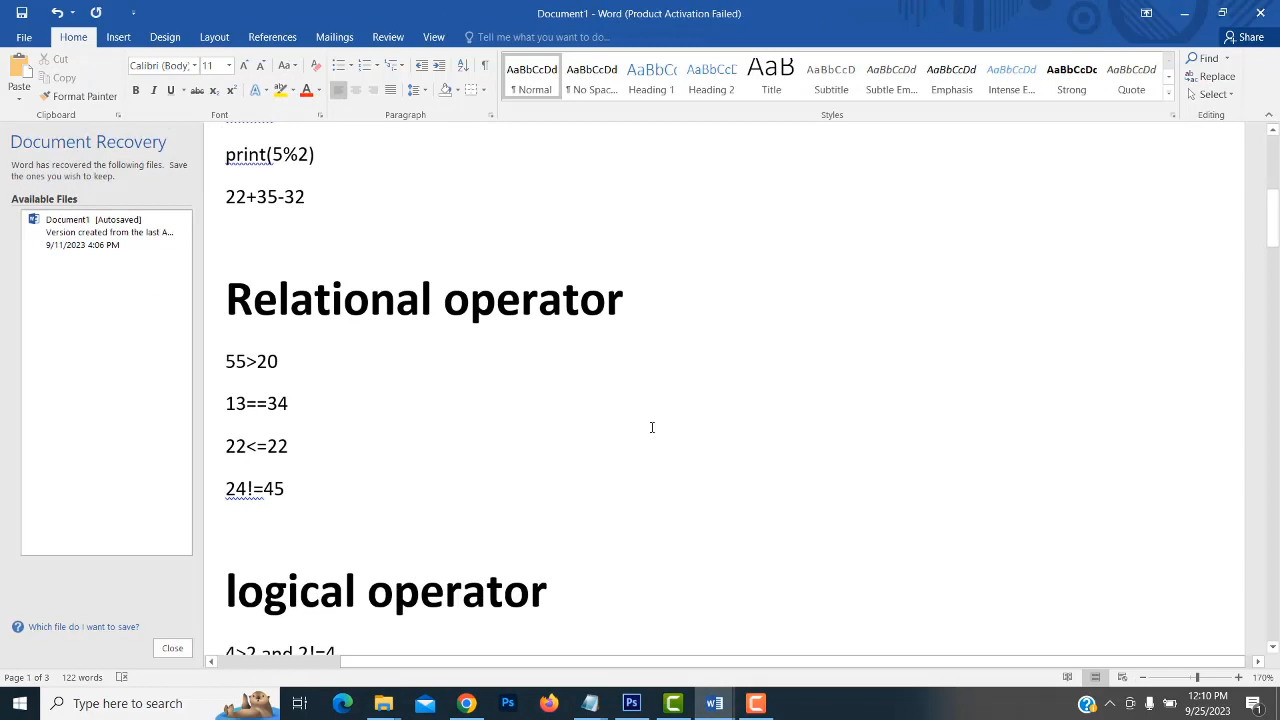 Document1 - Word (Product Activation Failed)
File Home Insert Design Layout References Mailings Review View Tell me what you want to do... Share
Paste
Cut
Copy
Format Painter
Calibri (Body) 11
AaBbCcDd AaBbCcDd AaBbCc AaBbCcD AaB AaBbCcD AaBbCcDd AaBbCcDd AaBbCcDd AaBbCcDc AaBbCcDd
¶ Normal ¶ No Spac... Heading 1 Heading 2 Title Subtitle Subtle Em... Emphasis Intense E... Strong Quote
Find
Replace
Select
Clipboard Font Paragraph Styles Editing
Document Recovery
Word has recovered the following files. Save
the ones you wish to keep.
Available Files
Document1 [Autosaved]
Version created from the last A...
9/11/2023 4:06 PM
Which file do I want to save?
Close
print(5%2)
22+35-32
Relational operator
55>20
13==34
22<=22
24!=45
logical operator
4>2 and 2!=4
Page 1 of 3 122 words
170%
Type here to search
12:10 PM
9/25/2023